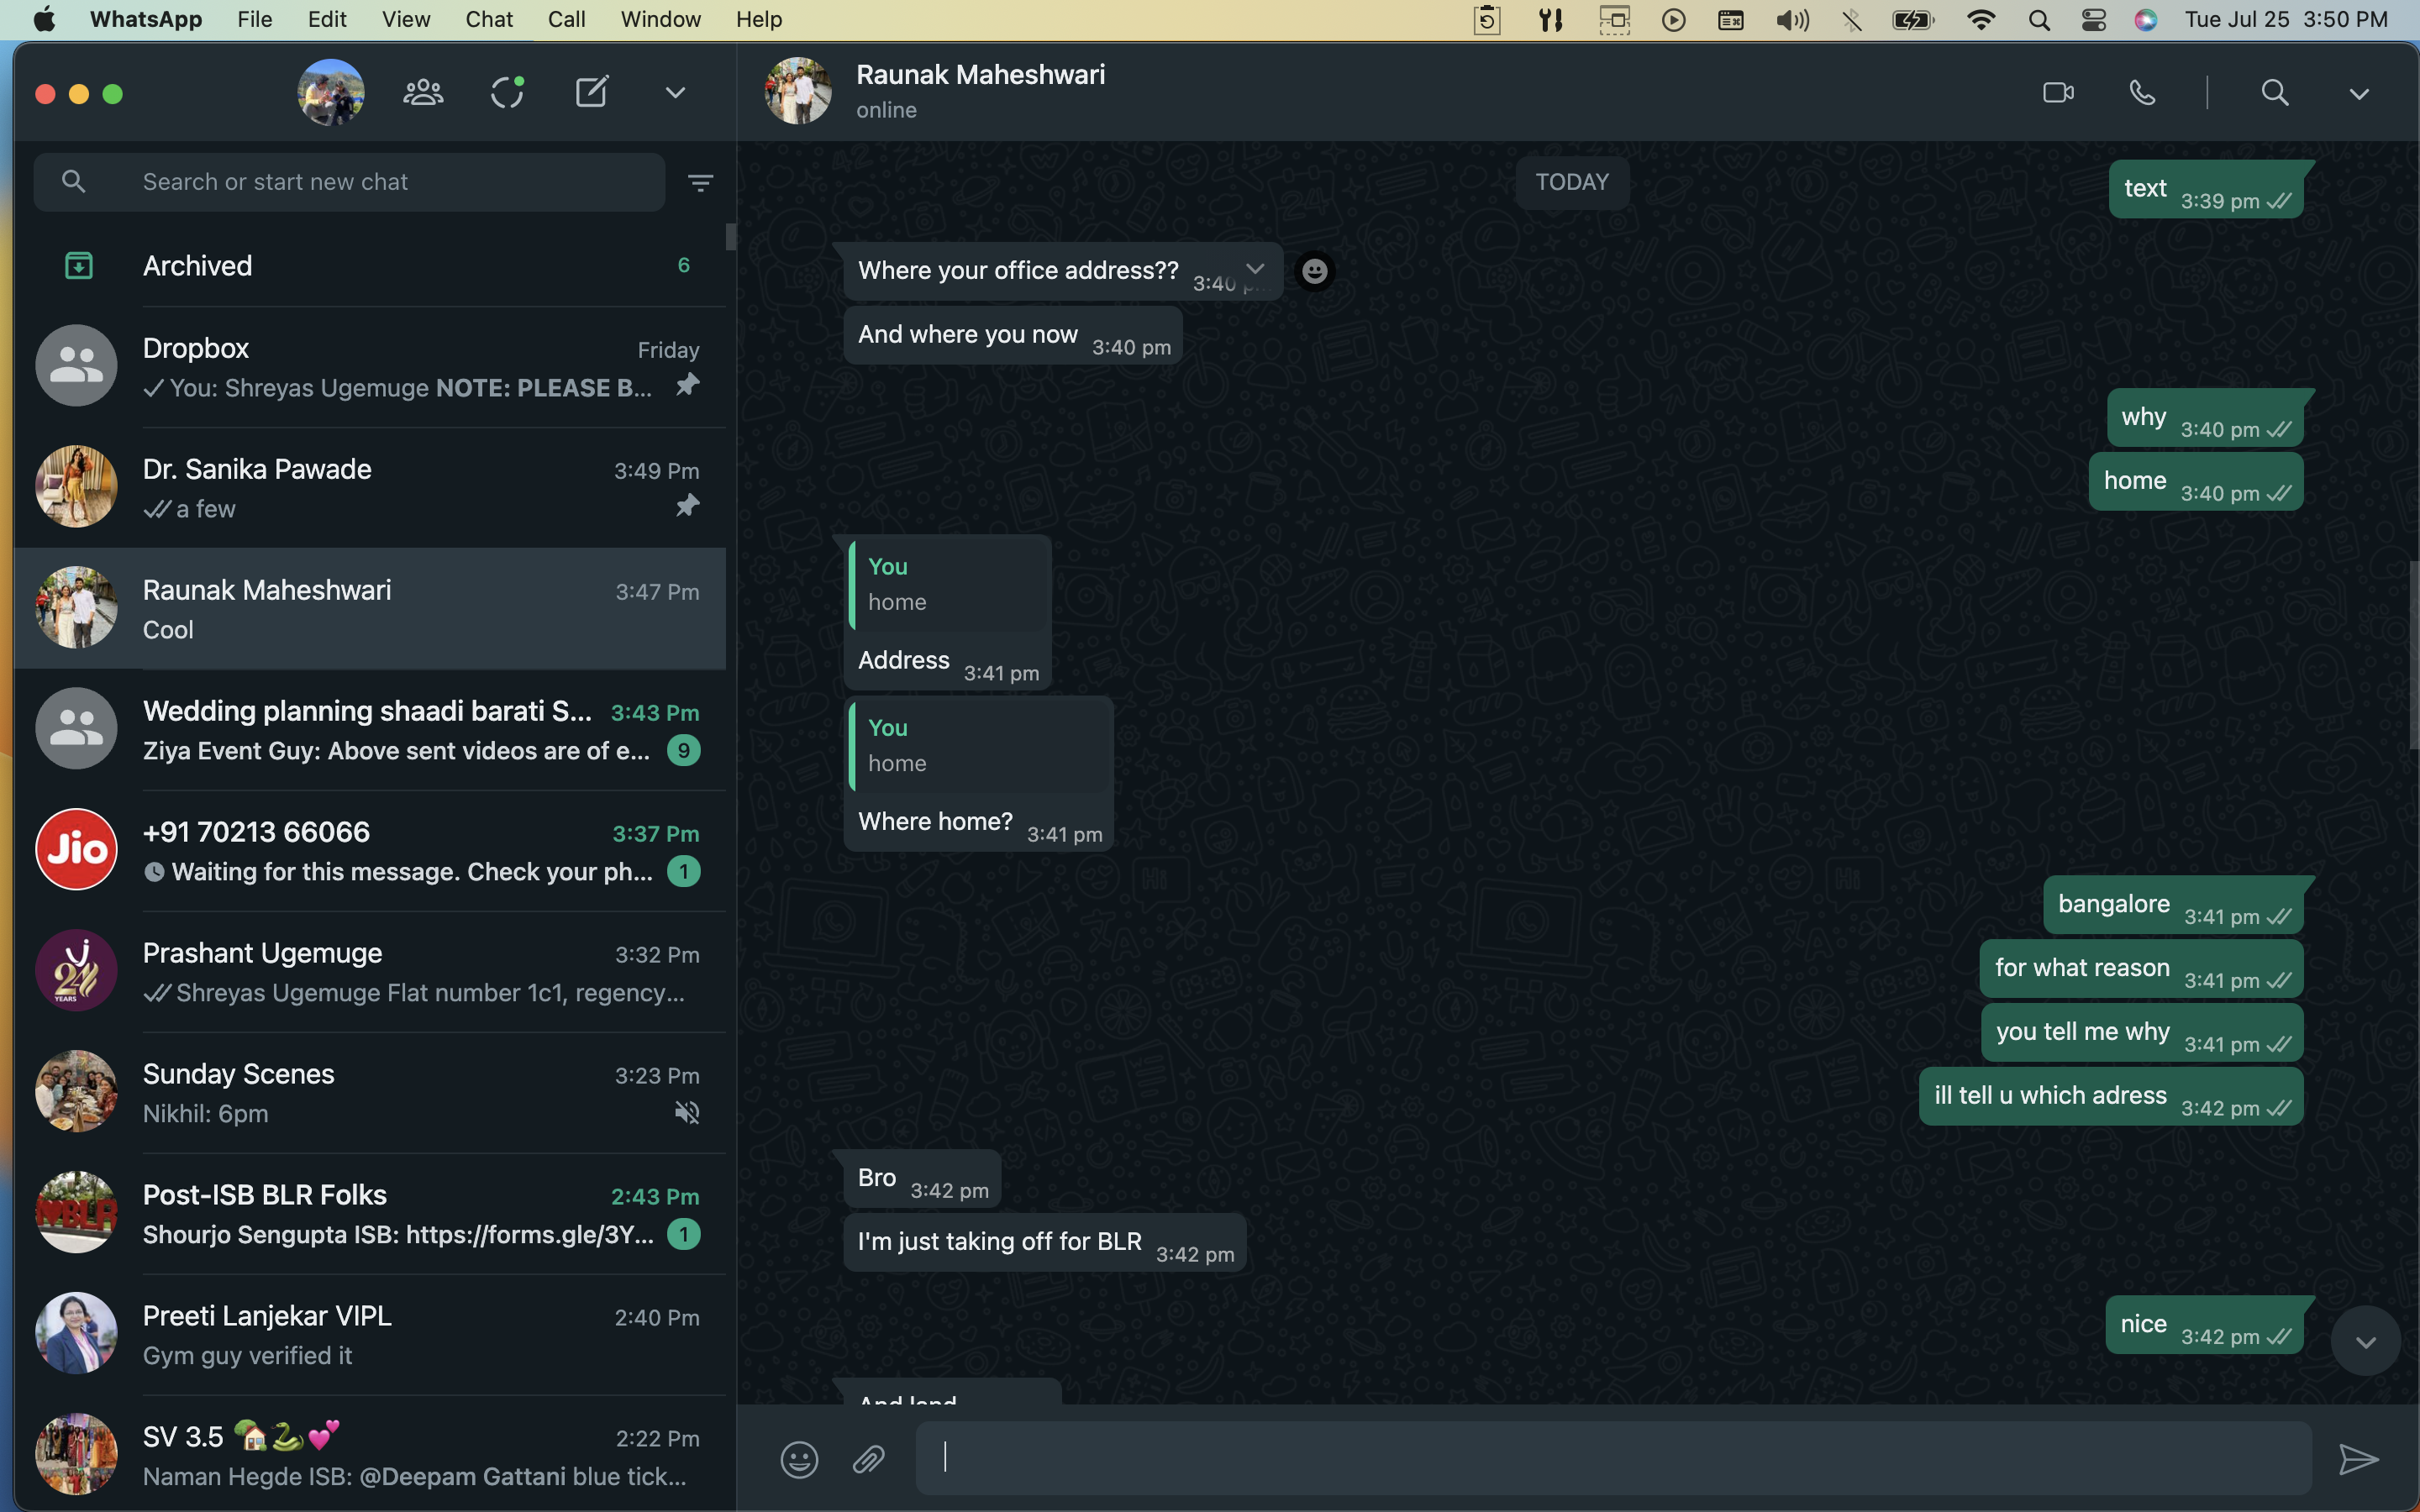 WhatsApp File Edit View Chat Call Window Help Tue Jul 25 3:50 PM
Search or start new chat
Archived 6
Dropbox Friday
You: Shreyas Ugemuge NOTE: PLEASE B...
Dr. Sanika Pawade 3:49 Pm
a few
Raunak Maheshwari 3:47 Pm
Cool
Wedding planning shaadi barati S... 3:43 Pm
Ziya Event Guy: Above sent videos are of e... 9
Jio
+91 70213 66066 3:37 Pm
Waiting for this message. Check your ph... 1
24
YEARS
Prashant Ugemuge 3:32 Pm
Shreyas Ugemuge Flat number 1c1, regency...
Sunday Scenes 3:23 Pm
Nikhil: 6pm
BLR
Post-ISB BLR Folks 2:43 Pm
Shourjo Sengupta ISB: https://forms.gle/3Y... 1
Preeti Lanjekar VIPL 2:40 Pm
Gym guy verified it
SV 3.5 🏡🐍💕 2:22 Pm
Naman Hegde ISB: @Deepam Gattani blue tick...
Raunak Maheshwari
online
TODAY
text 3:39 pm
Where your office address?? 3:40 p...
And where you now 3:40 pm
why 3:40 pm
home 3:40 pm
You
home
Address 3:41 pm
You
home
Where home? 3:41 pm
bangalore 3:41 pm
for what reason 3:41 pm
you tell me why 3:41 pm
ill tell u which adress 3:42 pm
Bro 3:42 pm
I'm just taking off for BLR 3:42 pm
nice 3:42 pm
And land